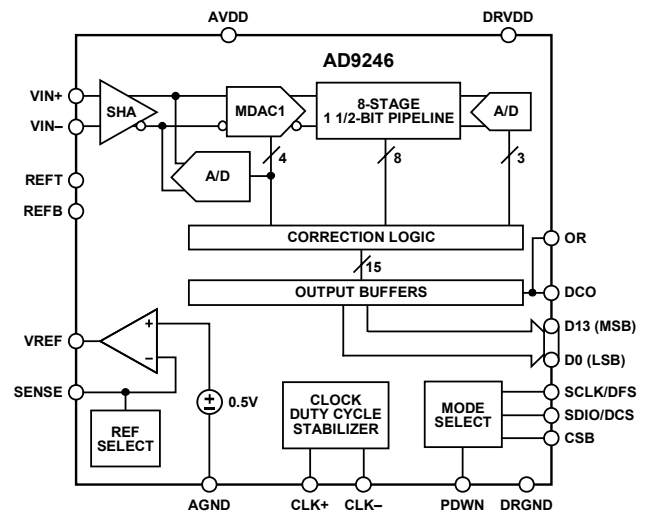 AVDD
DRVDD
AD9246
VIN+
VIN–
SHA
MDAC1
8-STAGE
1 1/2-BIT PIPELINE
A/D
A/D
4
8
3
REFT
REFB
CORRECTION LOGIC
OR
15
OUTPUT BUFFERS
DCO
D13 (MSB)
D0 (LSB)
VREF
+
–
SENSE
REF
SELECT
+
–
0.5V
CLOCK
DUTY CYCLE
STABILIZER
MODE
SELECT
SCLK/DFS
SDIO/DCS
CSB
AGND
CLK+
CLK–
PDWN
DRGND